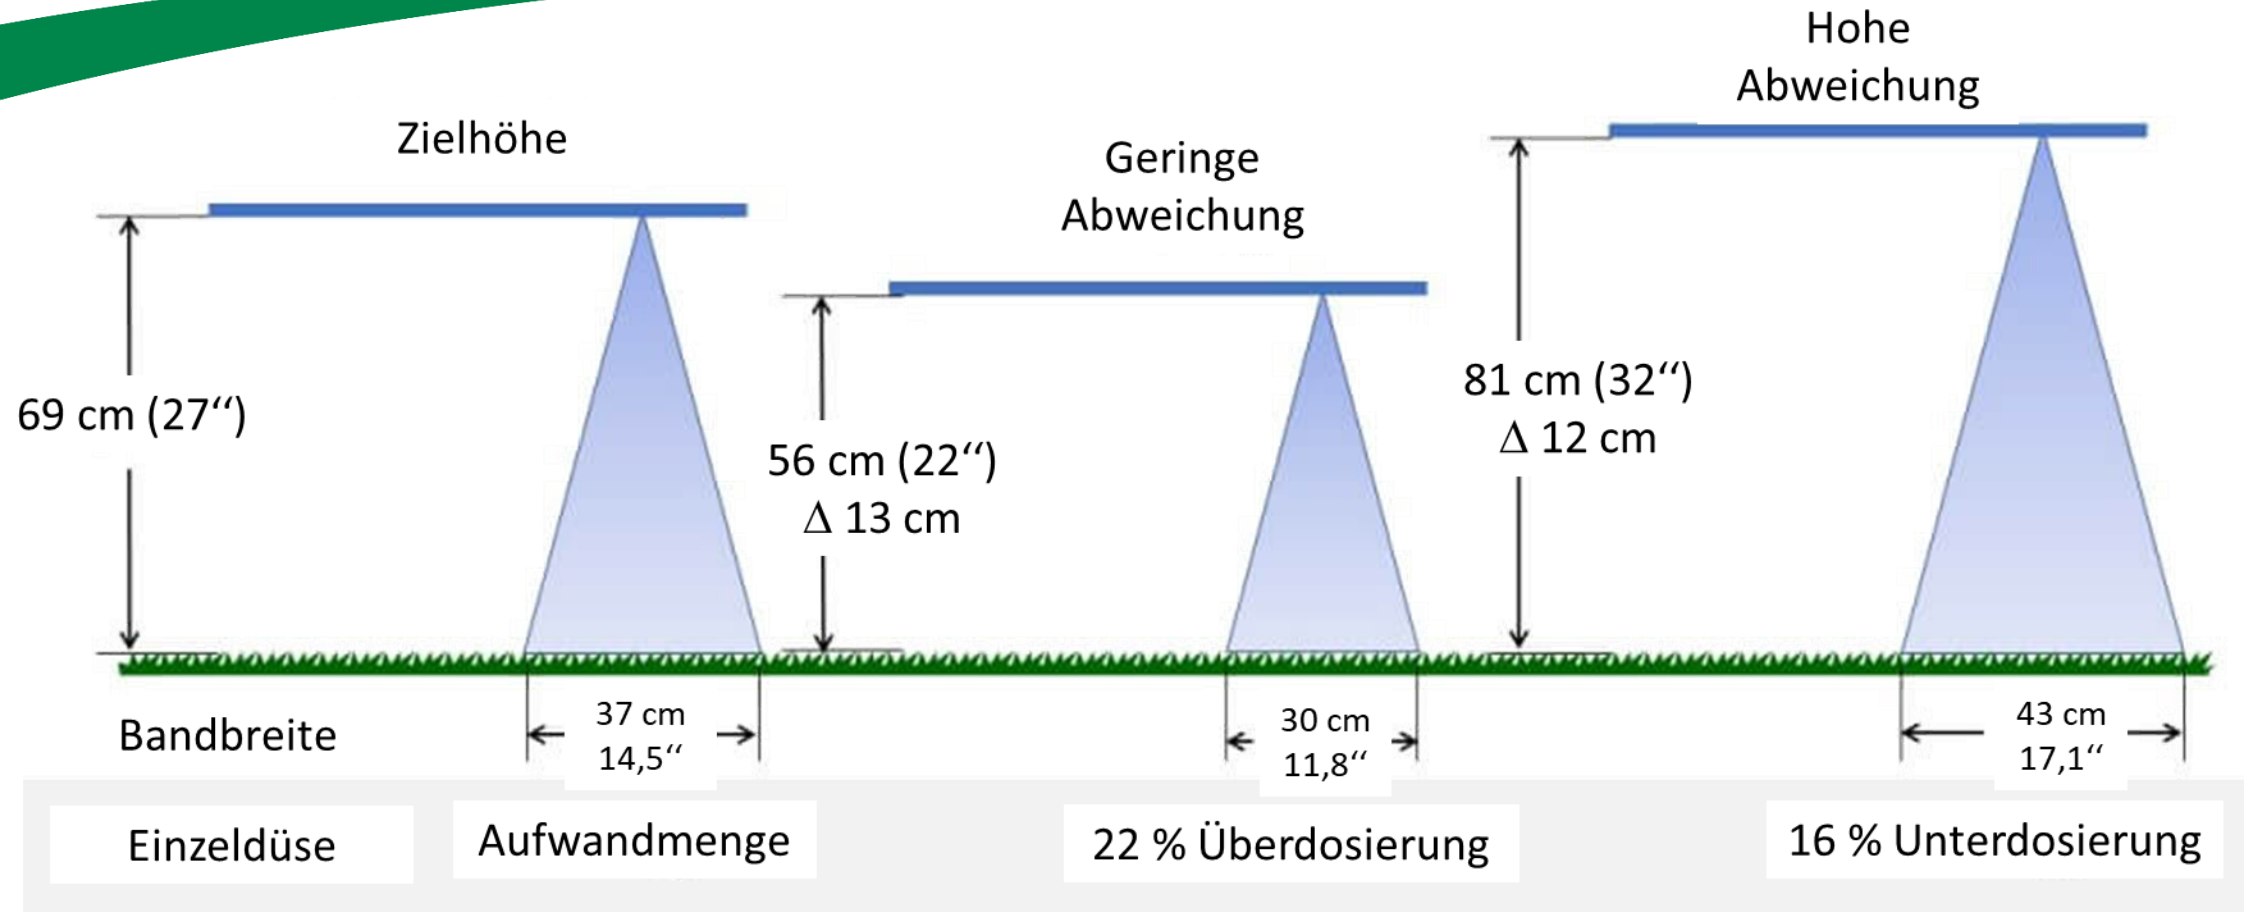 Zielhöhe
69 cm (27“)
Geringe
Abweichung
56 cm (22“)
Δ 13 cm
Hohe
Abweichung
81 cm (32“)
Δ 12 cm
Bandbreite
37 cm
14,5“
30 cm
11,8“
43 cm
17,1“
Einzeldüse
Aufwandmenge
22 % Überdosierung
16 % Unterdosierung